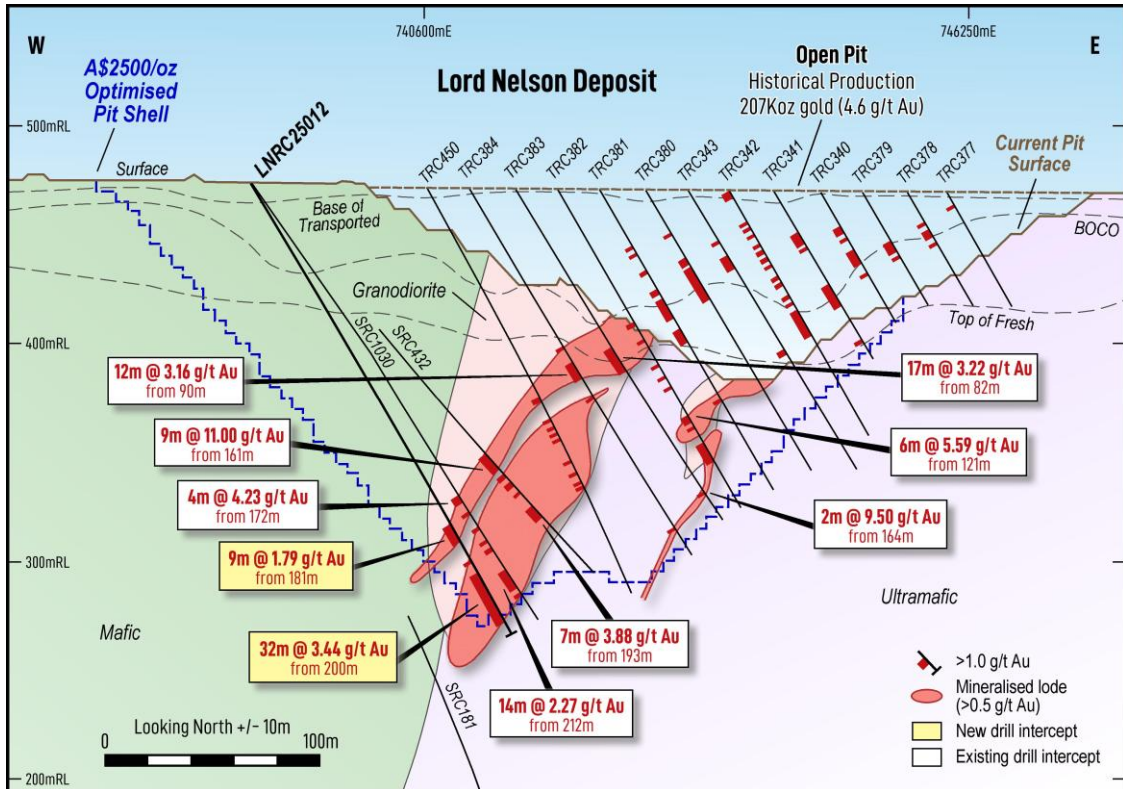 740600mE
746250mE
W
E
A$2500/oz
Optimised
Pit Shell
LNRC25012
Lord Nelson Deposit
Open Pit
Historical Production
207Koz gold (4.6 g/t Au)
500mRL
Surface
TRC450
TRC384
TRC383
TRC382
TRC381
TRC380
TRC343
TRC342
TRC341
TRC340
TRC379
TRC378
TRC377
Current Pit
Surface
Base of
Transported
BOCO
Granodiorite
Top of Fresh
400mRL
SRC432
SRC1030
12m @ 3.16 g/t Au
from 90m
17m @ 3.22 g/t Au
from 82m
9m @ 11.00 g/t Au
from 161m
6m @ 5.59 g/t Au
from 121m
4m @ 4.23 g/t Au
from 172m
2m @ 9.50 g/t Au
from 164m
9m @ 1.79 g/t Au
from 181m
300mRL
Mafic
Ultramafic
32m @ 3.44 g/t Au
from 200m
7m @ 3.88 g/t Au
from 193m
14m @ 2.27 g/t Au
from 212m
SRC181
Looking North +/- 10m
0
100m
>1.0 g/t Au
Mineralised lode
(>0.5 g/t Au)
New drill intercept
Existing drill intercept
200mRL